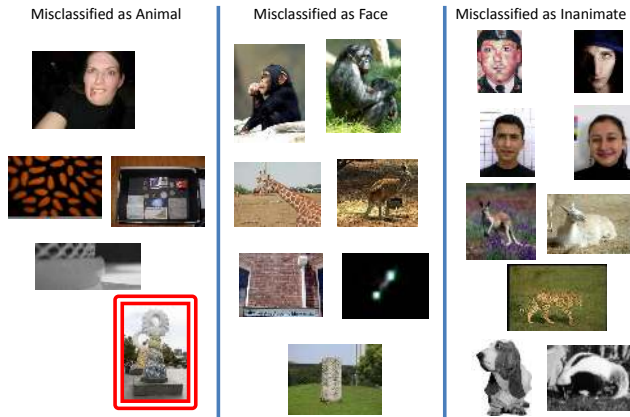 Misclassified as Animal
Misclassified as Face
Misclassified as Inanimate